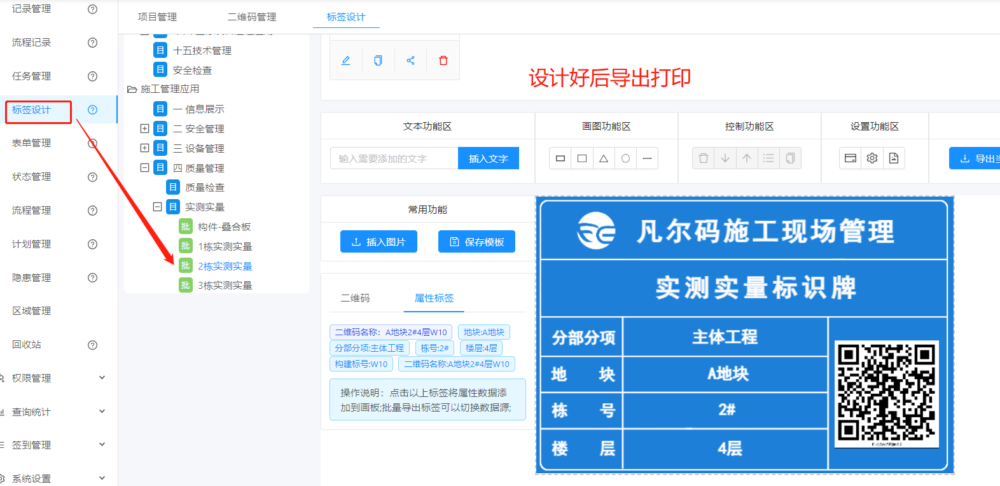 记录管理
流程记录
任务管理
标签设计
表单管理
状态管理
流程管理
计划管理
隐患管理
区域管理
回收站
权限管理
查询统计
签到管理
系统设置
项目管理
二维码管理
标签设计
目 十五技术管理
目 安全检查
施工管理应用
目 一 信息展示
目 二 安全管理
目 三 设备管理
目 四 质量管理
目 质量检查
目 实测实量
批 构件-叠合板
批 1栋实测实量
批 2栋实测实量
批 3栋实测实量
设计好后导出打印
文本功能区
输入需要添加的文字
插入文字
画图功能区
控制功能区
设置功能区
导出当
常用功能
插入图片
保存模板
二维码
属性标签
二维码名称：A地块2#4层W10
地块:A地块
分部分项:主体工程
栋号:2#
楼层:4层
构建标号:W10
二维码名称:A地块2#4层W10
操作说明：点击以上标签将属性数据添
加到画板;批量导出标签可以切换数据源;
凡尔码施工现场管理
实测实量标识牌
分部分项 主体工程
地 块 A地块
栋 号 2#
楼 层 4层